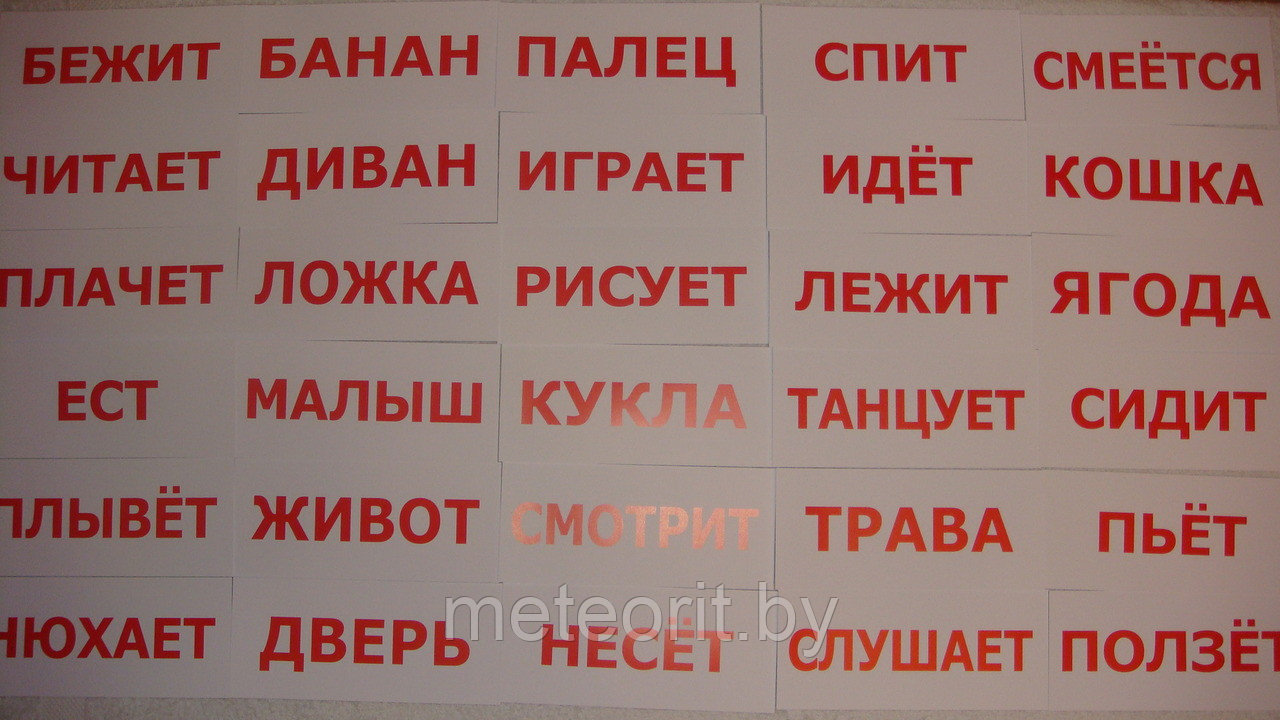 БЕЖИТ БАНАН ПАЛЕЦ СПИТ СМЕЁТСЯ
ЧИТАЕТ ДИВАН ИГРАЕТ ИДЁТ КОШКА
ПЛАЧЕТ ЛОЖКА РИСУЕТ ЛЕЖИТ ЯГОДА
ЕСТ МАЛЫШ КУКЛА ТАНЦУЕТ СИДИТ
ПЛЫВЁТ ЖИВОТ СМОТРИТ ТРАВА ПЬЁТ
НЮХАЕТ ДВЕРЬ НЕСЁТ СЛУШАЕТ ПОЛЗЁТ
meteorit.by